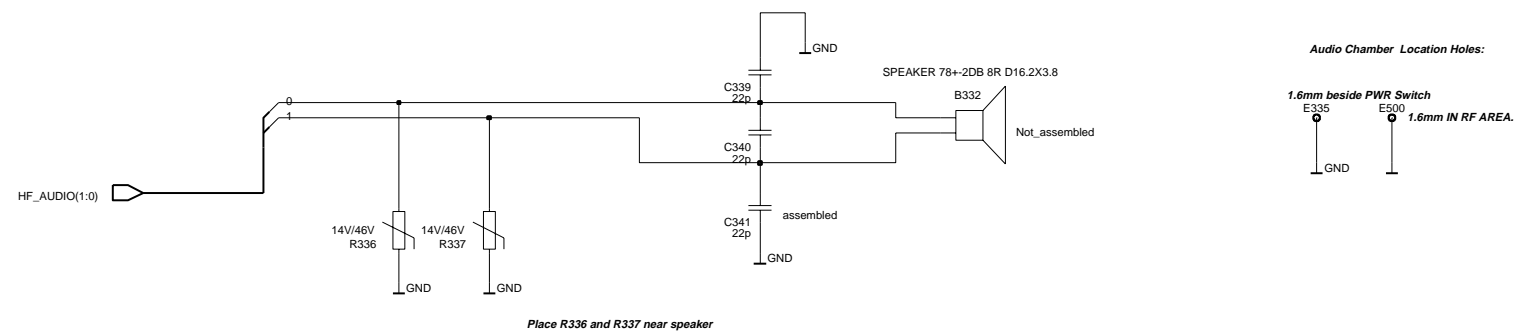 GND
Audio Chamber Location Holes:
SPEAKER 78+-2DB 8R D16.2X3.8
C339
22p
B332
1.6mm beside PWR Switch
E335
E500
1.6mm IN RF AREA.
0
1
Not_assembled
C340
22p
GND
HF_AUDIO(1:0)
assembled
C341
22p
14V/46V
R336
14V/46V
R337
GND
GND
GND
Place R336 and R337 near speaker